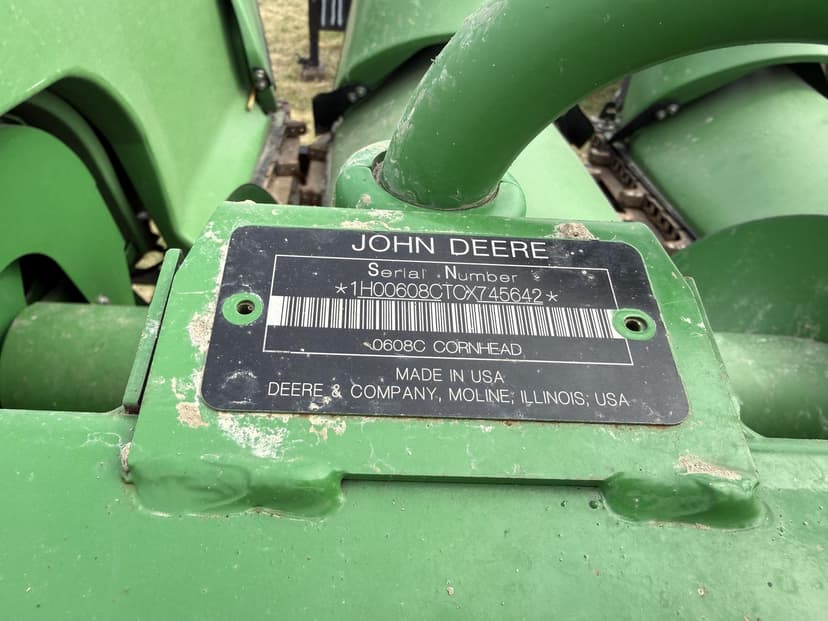 JOHN DEERE
Serial Number
*1H00608CTCX745642*
0608C CORNHEAD
MADE IN USA
DEERE & COMPANY, MOLINE, ILLINOIS, USA